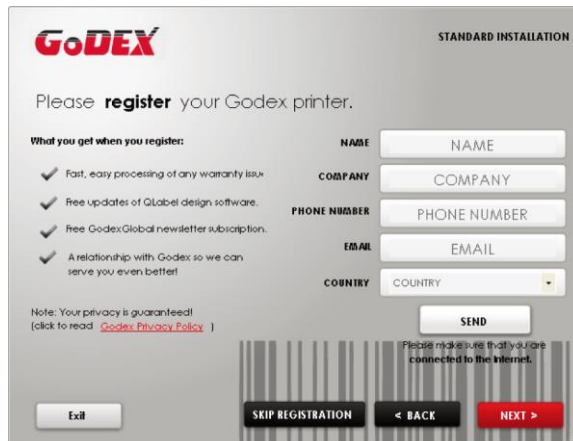 GoDEX
STANDARD INSTALLATION
Please register your Godex printer.
What you get when you register:
Fast, easy processing of any warranty issue
Free updates of QLabel design software.
Free GodexGlobal newsletter subscription.
A relationship with Godex so we can
serve you even better!
Note: Your privacy is guaranteed!
(click to read Godex Privacy Policy )
NAME NAME
COMPANY COMPANY
PHONE NUMBER PHONE NUMBER
EMAIL EMAIL
COUNTRY COUNTRY
SEND
Please make sure that you are
connected to the internet.
Exit
SKIP REGISTRATION
< BACK
NEXT >